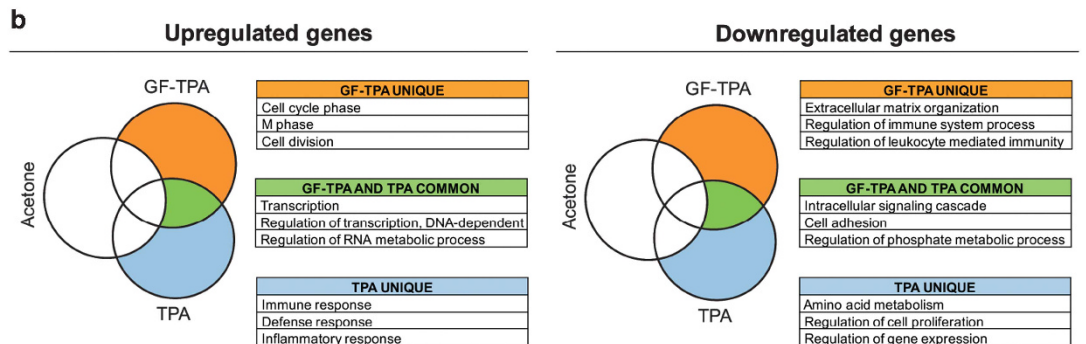 b
Upregulated genes
GF-TPA
Acetone
TPA
GF-TPA UNIQUE
Cell cycle phase
M phase
Cell division
GF-TPA AND TPA COMMON
Transcription
Regulation of transcription, DNA-dependent
Regulation of RNA metabolic process
TPA UNIQUE
Immune response
Defense response
Inflammatory response
Downregulated genes
GF-TPA
Acetone
TPA
GF-TPA UNIQUE
Extracellular matrix organization
Regulation of immune system process
Regulation of leukocyte mediated immunity
GF-TPA AND TPA COMMON
Intracellular signaling cascade
Cell adhesion
Regulation of phosphate metabolic process
TPA UNIQUE
Amino acid metabolism
Regulation of cell proliferation
Regulation of gene expression